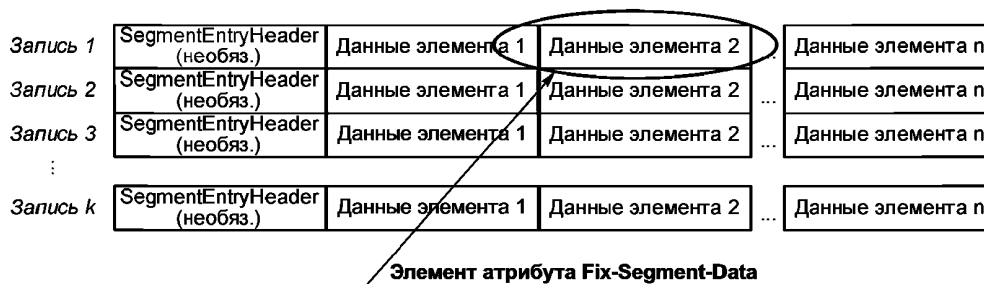 Запись 1 SegmentEntryHeader (необяз.) Данные элемента 1 Данные элемента 2 ... Данные элемента n
Запись 2 SegmentEntryHeader (необяз.) Данные элемента 1 Данные элемента 2 ... Данные элемента n
Запись 3 SegmentEntryHeader (необяз.) Данные элемента 1 Данные элемента 2 ... Данные элемента n
⋮
Запись k SegmentEntryHeader (необяз.) Данные элемента 1 Данные элемента 2 ... Данные элемента n
Элемент атрибута Fix-Segment-Data